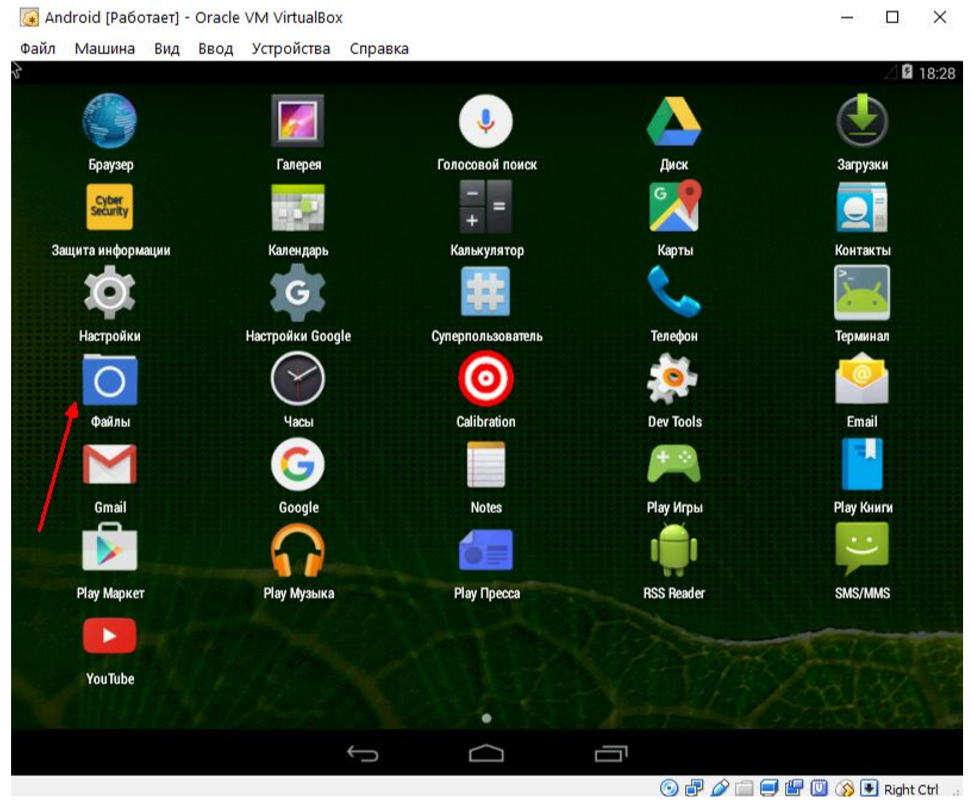 Android [Работает] - Oracle VM VirtualBox
Файл Машина Вид Ввод Устройства Справка
18:28
Браузер Галерея Голосовой поиск Диск Загрузки
Cyber
Security
G
Защита информации Календарь Калькулятор Карты Контакты
G
Настройки Настройки Google Суперпользователь Телефон Терминал
Файлы Часы Calibration Dev Tools Email
Gmail Google Notes Play Игры Play Книги
Play Маркет Play Музыка Play Пресса RSS Reader SMS/MMS
YouTube
Right Ctrl